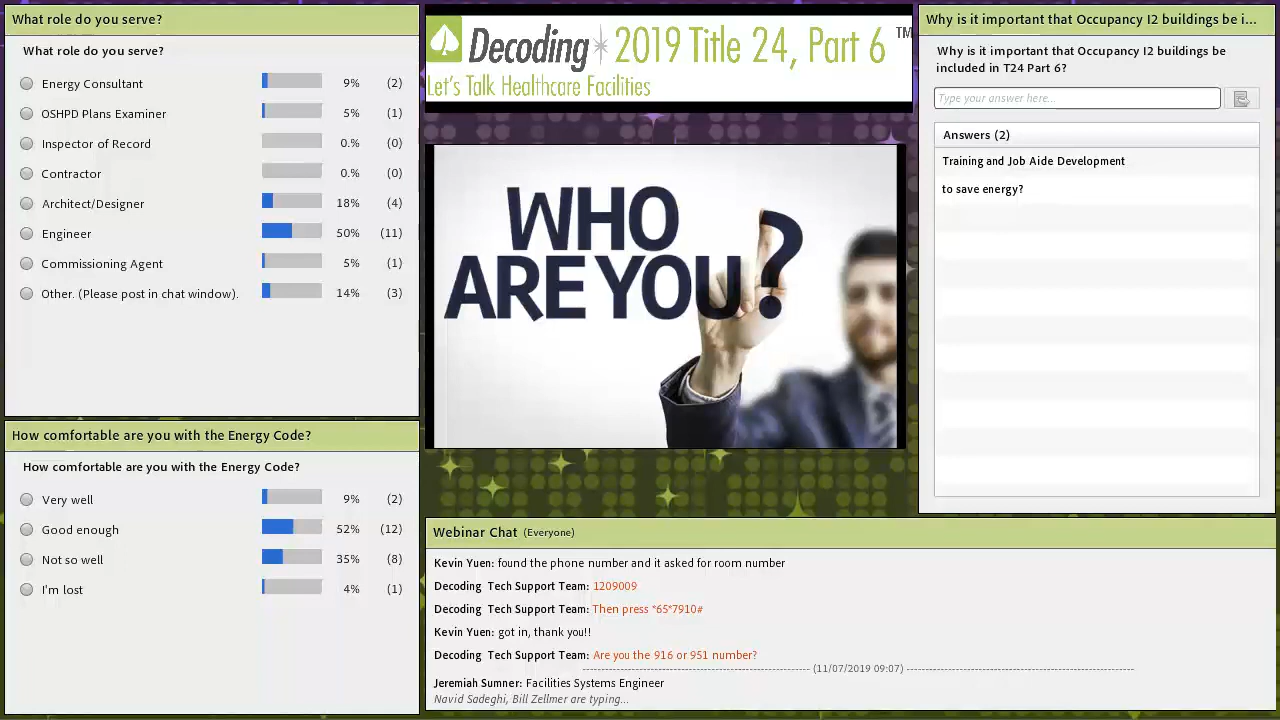 What role do you serve?
What role do you serve?
Energy Consultant 9% (2)
OSHPD Plans Examiner 5% (1)
Inspector of Record 0.% (0)
Contractor 0.% (0)
Architect/Designer 18% (4)
Engineer 50% (11)
Commissioning Agent 5% (1)
Other. (Please post in chat window). 14% (3)
How comfortable are you with the Energy Code?
How comfortable are you with the Energy Code?
Very well 9% (2)
Good enough 52% (12)
Not so well 35% (8)
I'm lost 4% (1)
Decoding 2019 Title 24, Part 6 ™
Let's Talk Healthcare Facilities
WHO
ARE YOU?
Webinar Chat (Everyone)
Kevin Yuen: found the phone number and it asked for room number
Decoding Tech Support Team: 1209009
Decoding Tech Support Team: Then press *65*7910#
Kevin Yuen: got in, thank you!!
Decoding Tech Support Team: Are you the 916 or 951 number?
(11/07/2019 09:07)
Jeremiah Sumner: Facilities Systems Engineer
Navid Sadeghi, Bill Zellmer are typing...
Why is it important that Occupancy I2 buildings be i...
Why is it important that Occupancy I2 buildings be
included in T24 Part 6?
Type your answer here...
Answers (2)
Training and Job Aide Development
to save energy?